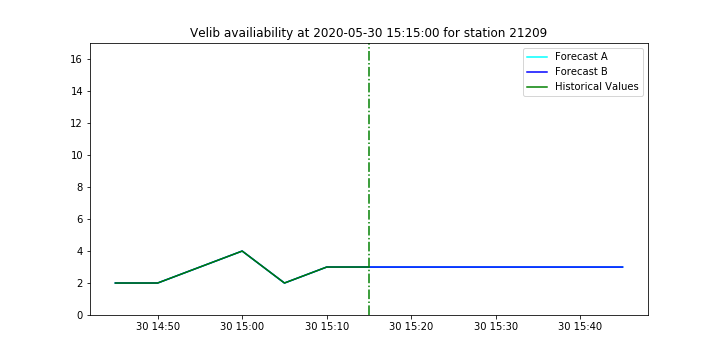 Velib availiability at 2020-05-30 15:15:00 for station 21209
Forecast A
Forecast B
Historical Values
16
14
12
10
8
6
4
2
0
30 14:50 30 15:00 30 15:10 30 15:20 30 15:30 30 15:40